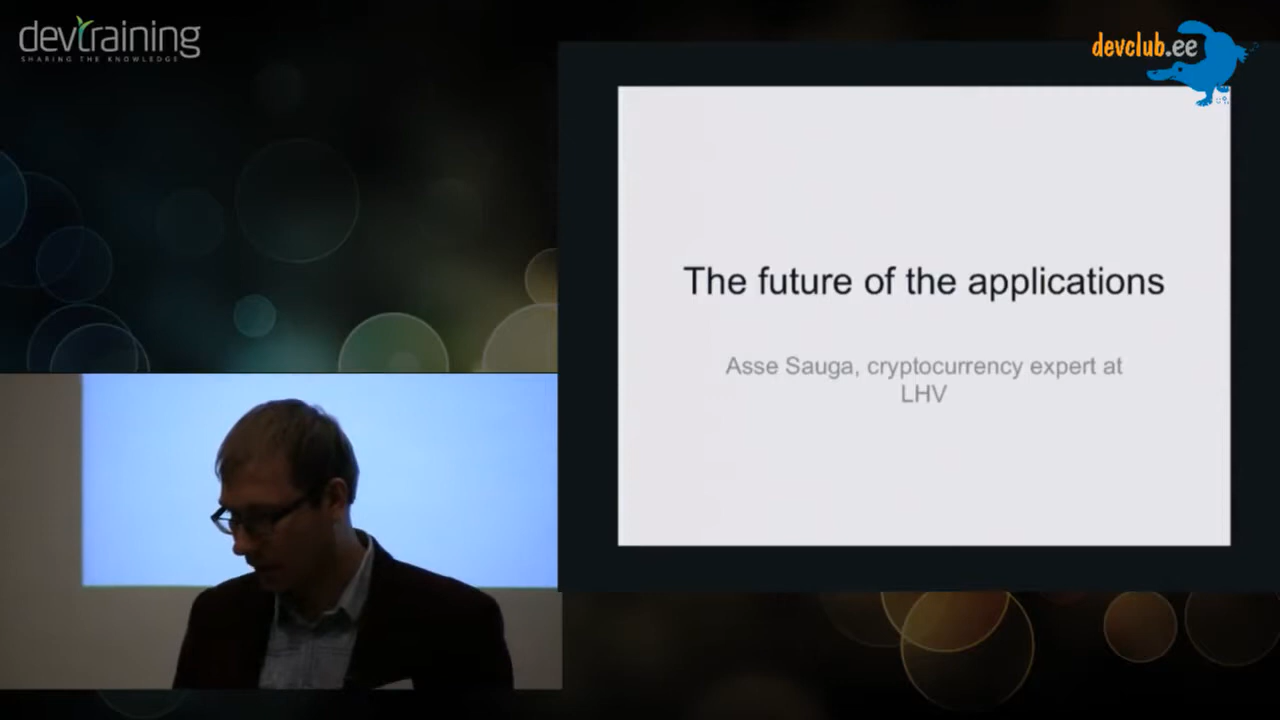 devtraining
SHARING THE KNOWLEDGE
devclub.ee
The future of the applications
Asse Sauga, cryptocurrency expert at
LHV